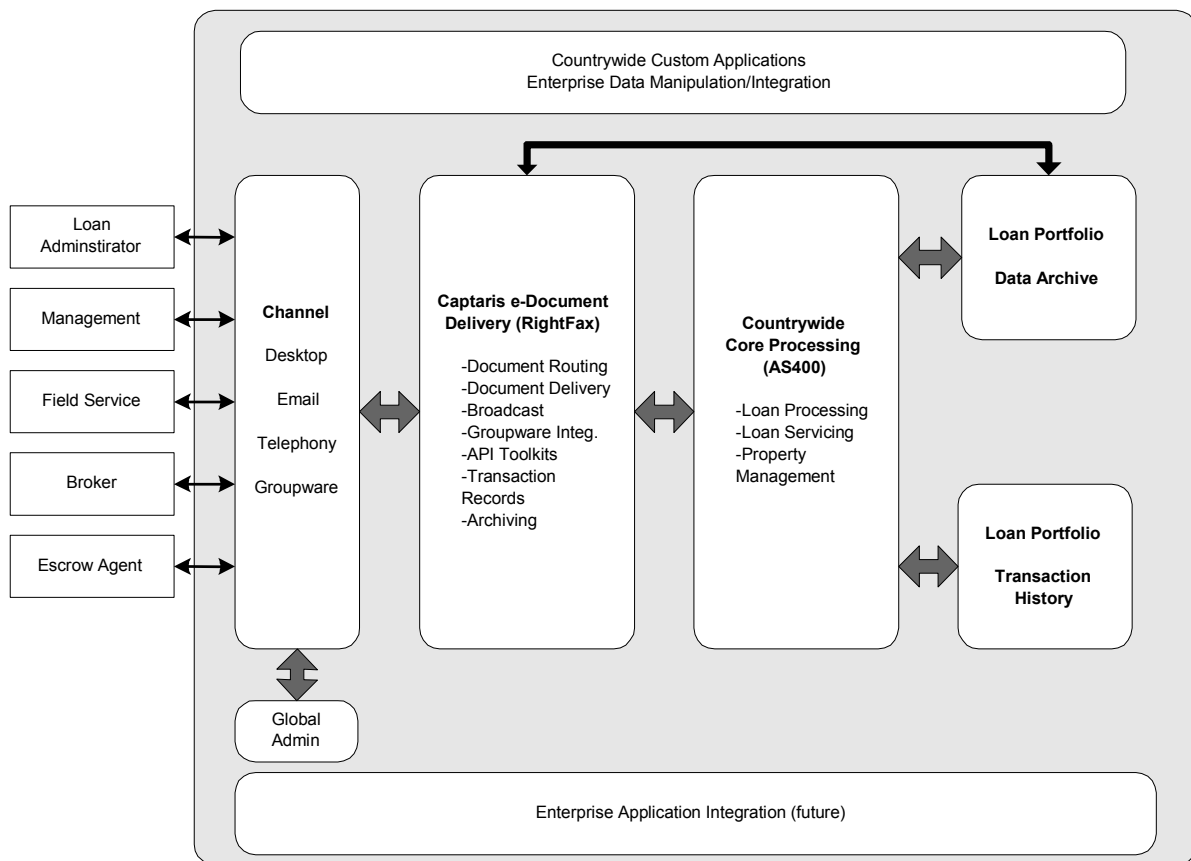 Countrywide Custom Applications
Enterprise Data Manipulation/Integration
Loan
Adminstirator
Management
Field Service
Broker
Escrow Agent
Channel
Desktop
Email
Telephony
Groupware
Captaris e-Document
Delivery (RightFax)
-Document Routing
-Document Delivery
-Broadcast
-Groupware Integ.
-API Toolkits
-Transaction
Records
-Archiving
Countrywide
Core Processing
(AS400)
-Loan Processing
-Loan Servicing
-Property
Management
Loan Portfolio
Data Archive
Loan Portfolio
Transaction
History
Global
Admin
Enterprise Application Integration (future)